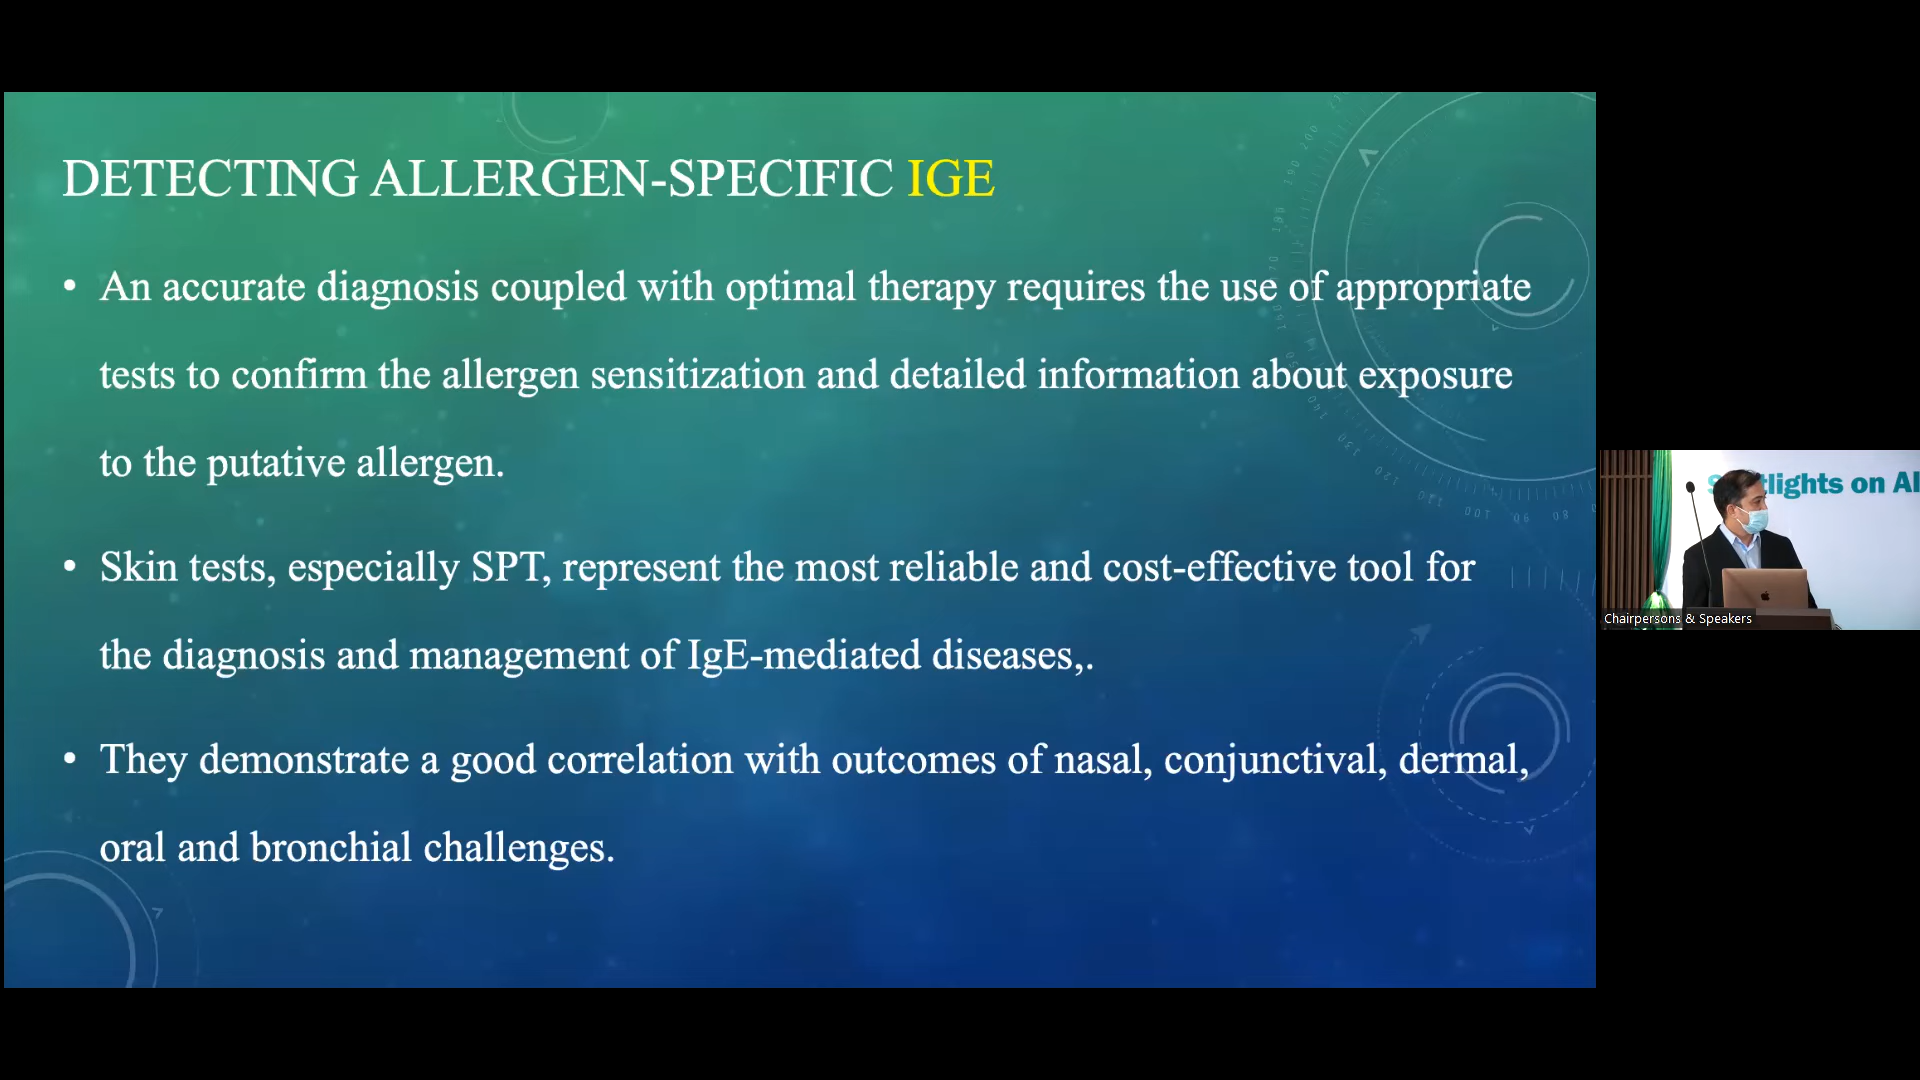 DETECTING ALLERGEN-SPECIFIC IGE
• An accurate diagnosis coupled with optimal therapy requires the use of appropriate
tests to confirm the allergen sensitization and detailed information about exposure
to the putative allergen.
• Skin tests, especially SPT, represent the most reliable and cost-effective tool for
the diagnosis and management of IgE-mediated diseases,.
• They demonstrate a good correlation with outcomes of nasal, conjunctival, dermal,
oral and bronchial challenges.
tlights on Al
Chairpersons & Speakers